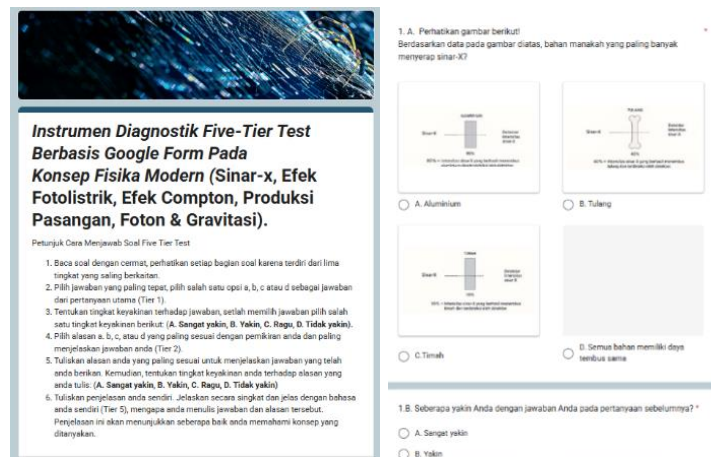 Instrumen Diagnostik Five-Tier Test
Berbasis Google Form Pada
Konsep Fisika Modern (Sinar-x, Efek
Fotolistrik, Efek Compton, Produksi
Pasangan, Foton & Gravitasi).
Petunjuk Cara Menjawab Soal Five Tier Test
1. Baca soal dengan cermat, perhatikan setiap bagian soal karena terdiri dari lima
tingkat yang saling berkaitan.
2. Pilih jawaban yang paling tepat, pilih salah satu opsi a, b, c atau d sebagai jawaban
dari pertanyaan utama (Tier 1).
3. Tentukan tingkat keyakinan terhadap jawaban, setlah memilih jawaban pilih salah
satu tingkat keyakinan berikut: (A. Sangat yakin, B. Yakin, C. Ragu, D. Tidak yakin).
4. Pilih alasan a. b, c, atau d yang paling sesuai dengan pemikiran anda dan paling
menjelaskan jawaban anda (Tier 2).
5. Tuliskan alasan anda yang paling sesuai untuk menjelaskan jawaban yang telah
anda berikan. Kemudian, tentukan tingkat keyakinan anda terhadap alasan yang
anda tulis: (A. Sangat yakin, B. Yakin, C. Ragu, D. Tidak yakin)
6. Tuliskan penjelasan anda sendiri. Jelaskan secara singkat dan jelas dengan bahasa
anda sendiri (Tier 5), mengapa anda menulis jawaban dan alasan tersebut.
Penjelasan ini akan menunjukkan seberapa baik anda memahami konsep yang
ditanyakan.
1. A. Perhatikan gambar berikut! *
Berdasarkan data pada gambar diatas, bahan manakah yang paling banyak
menyerap sinar-X?
Sinar-X
Sinar-X
A. Aluminium
B. Tulang
Sinar-X
C.Timah
D. Semua bahan memiliki daya
tembus sama
1.B. Seberapa yakin Anda dengan jawaban Anda pada pertanyaan sebelumnya? *
A. Sangat yakin
B. Yakin